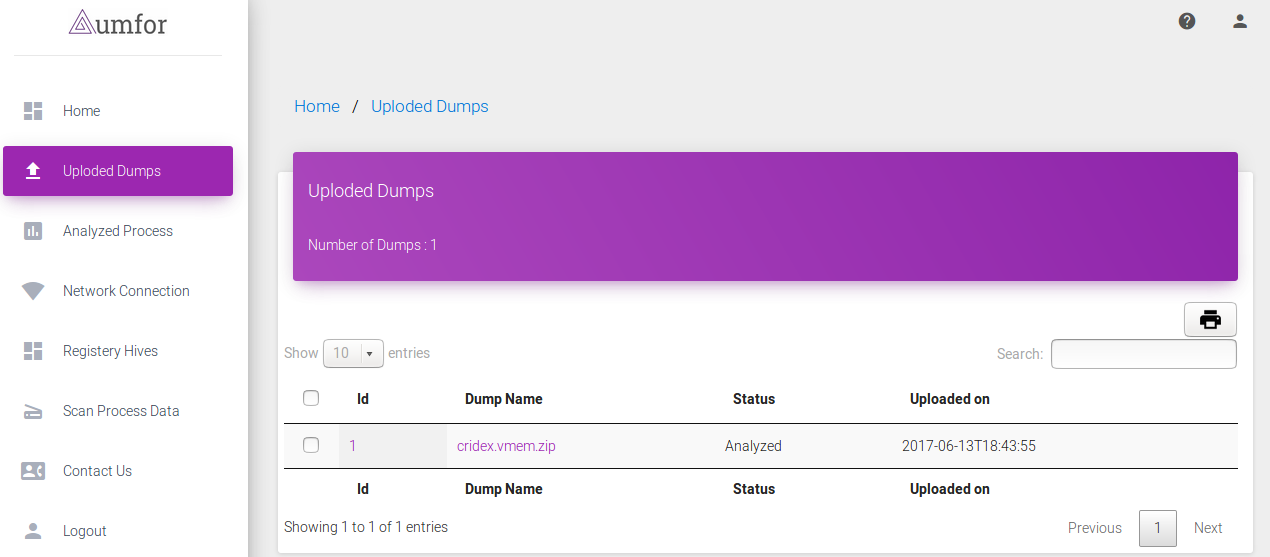 Aumfor
Home
Uploded Dumps
Analyzed Process
Network Connection
Registery Hives
Scan Process Data
Contact Us
Logout
Home / Uploded Dumps
Uploded Dumps
Number of Dumps : 1
Show 10 entries
Search:
Id Dump Name Status Uploaded on
1 cridex.vmem.zip Analyzed 2017-06-13T18:43:55
Id Dump Name Status Uploaded on
Showing 1 to 1 of 1 entries
Previous 1 Next